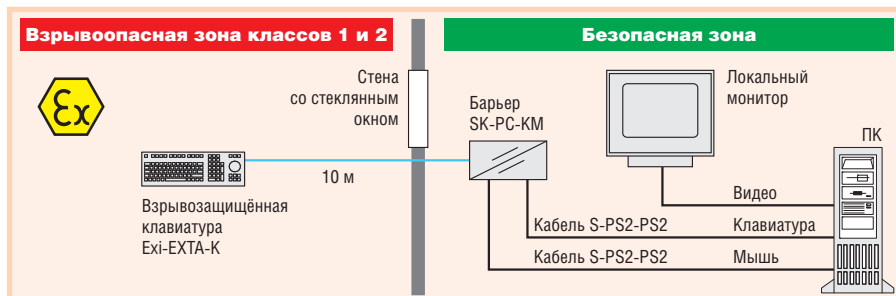 Взрывоопасная зона классов 1 и 2
Безопасная зона
Ex
Стена
со стеклянным
окном
Барьер
SK-PC-KM
Локальный
монитор
ПК
10 м
Взрывозащищённая
клавиатура
Exi-EXTA-K
Видео
Кабель S-PS2-PS2
Клавиатура
Кабель S-PS2-PS2
Мышь